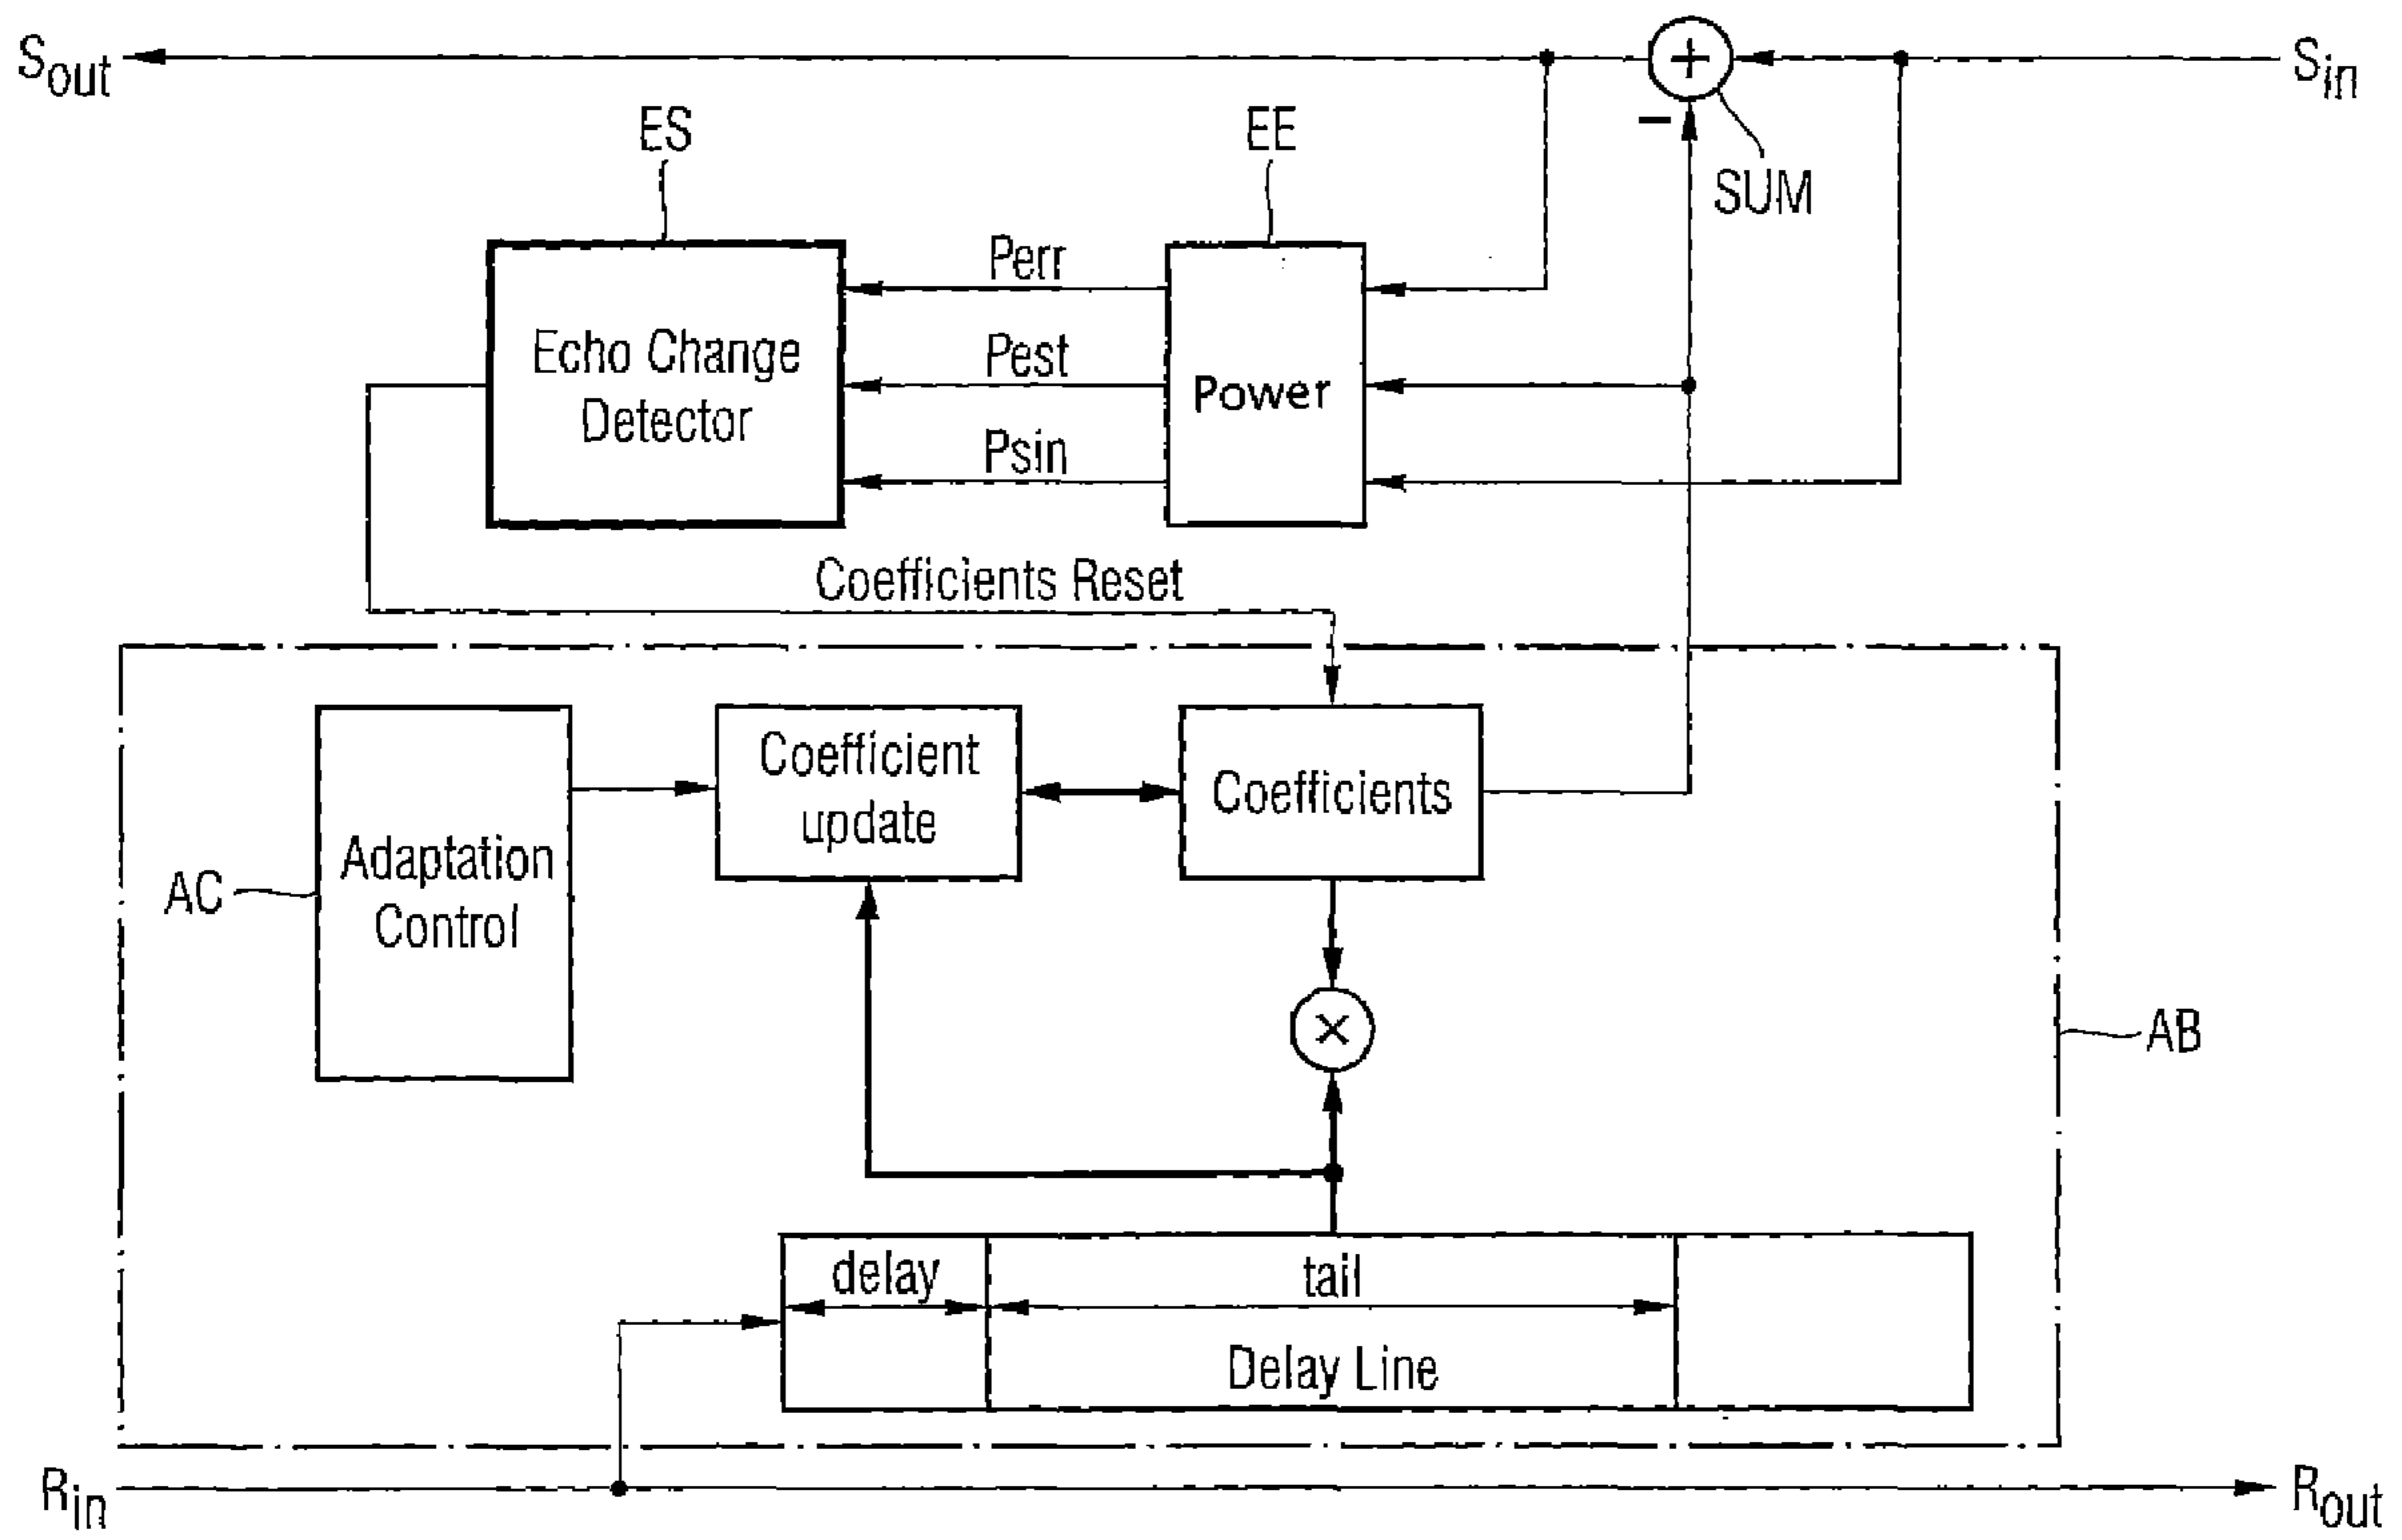 Sout
Sin
+
−
SUM
ES
EE
Perr
Pest
Psin
Echo Change
Detector
Power
Coefficients Reset
Adaptation
Control
AC
Coefficient
update
Coefficients
×
AB
delay
tail
Delay Line
Rin
Rout